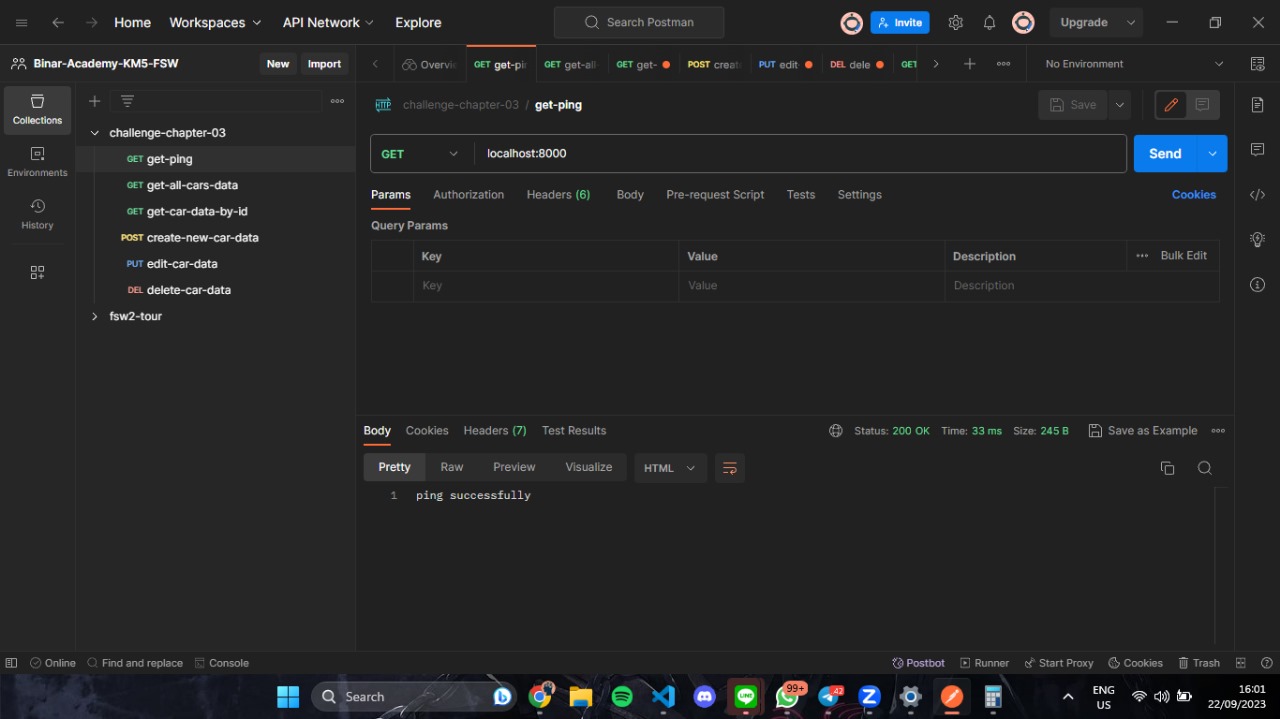 Home Workspaces API Network Explore Search Postman Invite Upgrade
Binar-Academy-KM5-FSW New Import Overvie GET get-pin GET get-all GET get- POST create PUT edit DEL dele GET No Environment
Collections
Environments
History
challenge-chapter-03
GET get-ping
GET get-all-cars-data
GET get-car-data-by-id
POST create-new-car-data
PUT edit-car-data
DEL delete-car-data
fsw2-tour
HTTP challenge-chapter-03 / get-ping Save
GET localhost:8000 Send
Params Authorization Headers (6) Body Pre-request Script Tests Settings Cookies
Query Params
Key Value Description Bulk Edit
Key Value Description
Body Cookies Headers (7) Test Results Status: 200 OK Time: 33 ms Size: 245 B Save as Example
Pretty Raw Preview Visualize HTML
1 ping successfully
Online Find and replace Console Postbot Runner Start Proxy Cookies Trash
Search LINE 99+ 42 ENG 16:01
US 22/09/2023